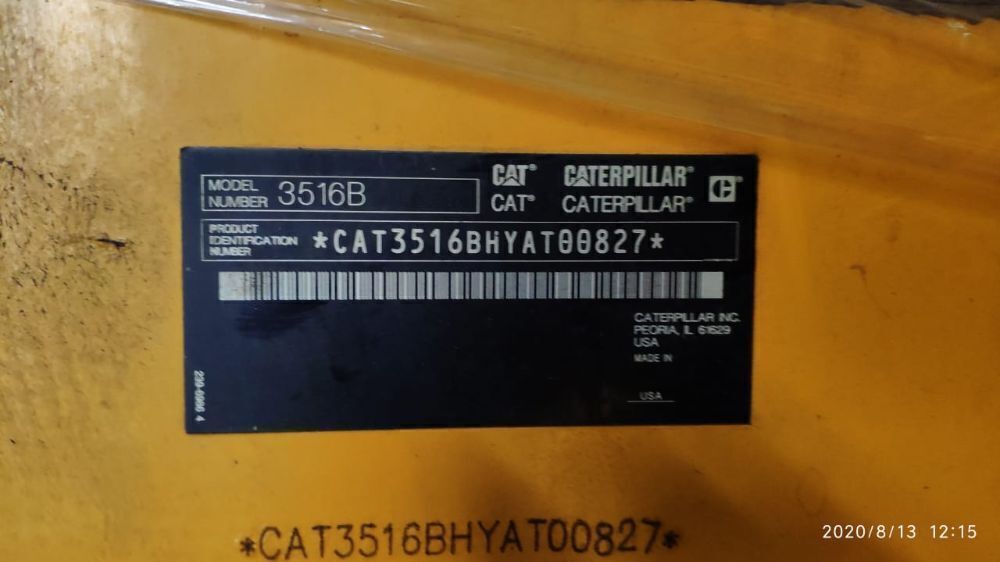 MODEL
NUMBER 3516B
CAT® CATERPILLAR®
CAT® CATERPILLAR®
PRODUCT
IDENTIFICATION
NUMBER
*CAT3516BHYAT00827*
CATERPILLAR INC.
PEORIA, IL 61629
USA
MADE IN
USA
*CAT3516BHYAT00827*
2020/8/13 12:15